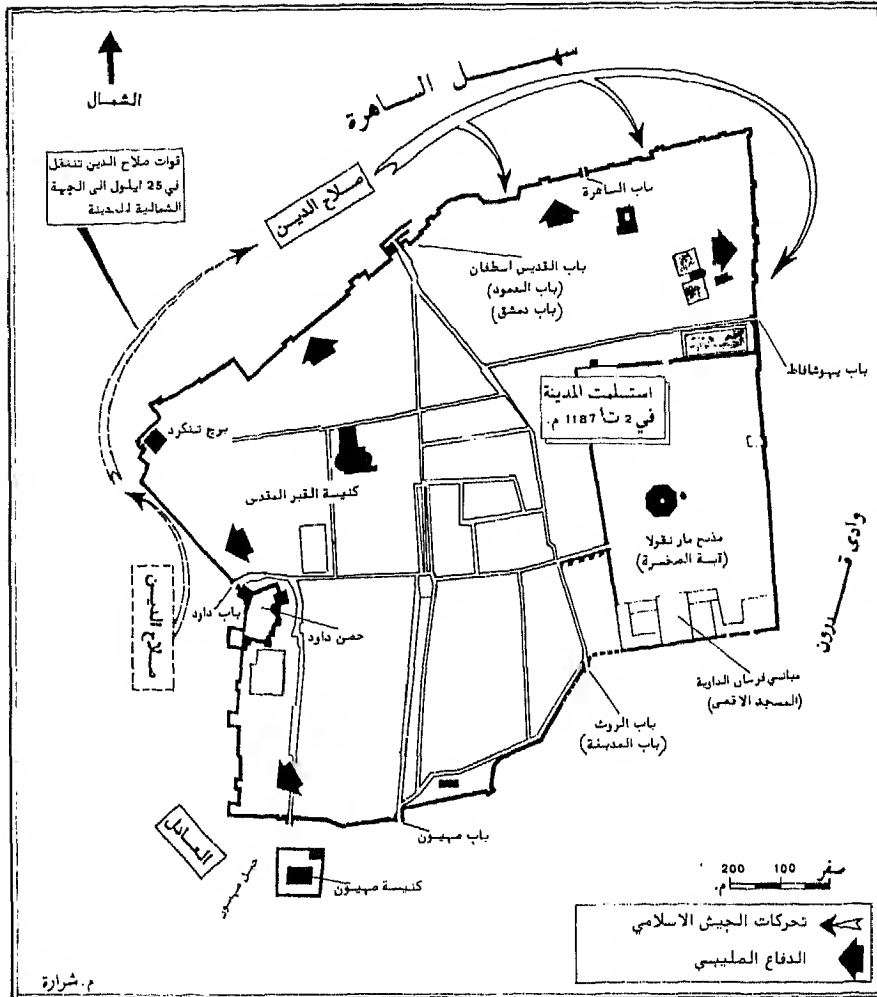 سهل الساهرة
الشمال
قوات صلاح الدين تنتقل
في 25 ايلول الى الجهة
الشمالية للمدينة
صلاح الدين
باب الساهرة
باب القديس اسطفان
(باب العمود)
(باب دمشق)
باب يهوشافاط
استسلمت المدينة
في 2 ت1 1187 م.
برج تنكرد
كنيسة القبر المقدس
مذبح مار نقولا
(قبة الصخرة)
وادي قدرون
صلاح الدين
باب داود
حصن داود
مباني فرسان الداوية
(المسجد الاقصى)
باب الروث
(باب المدبغة)
العادل
باب صهيون
جبل صهيون
كنيسة صهيون
200 100 صفر
م.
تحركات الجيش الاسلامي
الدفاع الصليبي
م. شرارة